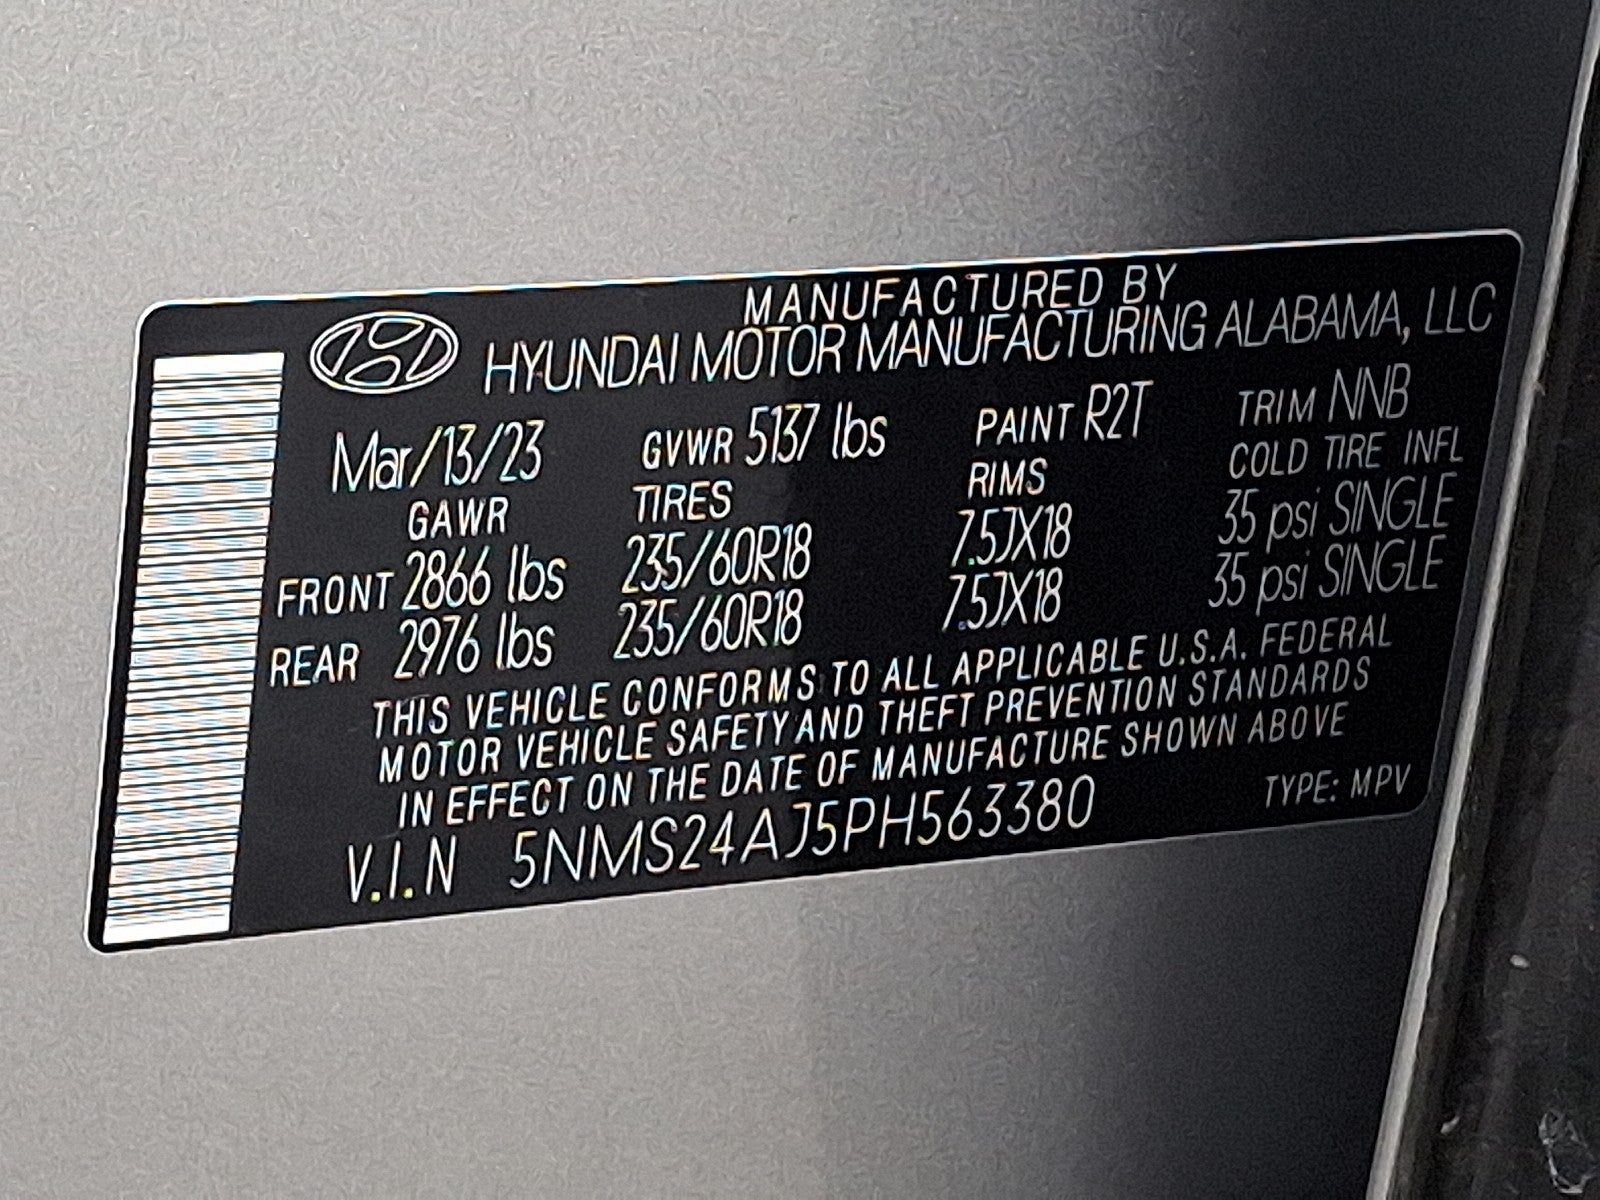 MANUFACTURED BY
HYUNDAI MOTOR MANUFACTURING ALABAMA, LLC
Mar/13/23 GVWR 5137 lbs PAINT R2T TRIM NNB
GAWR TIRES RIMS COLD TIRE INFL
FRONT 2866 lbs 235/60R18 7.5JX18 35 psi SINGLE
REAR 2976 lbs 235/60R18 7.5JX18 35 psi SINGLE
THIS VEHICLE CONFORMS TO ALL APPLICABLE U.S.A. FEDERAL
MOTOR VEHICLE SAFETY AND THEFT PREVENTION STANDARDS
IN EFFECT ON THE DATE OF MANUFACTURE SHOWN ABOVE
V.I.N 5NMS24AJ5PH563380 TYPE: MPV